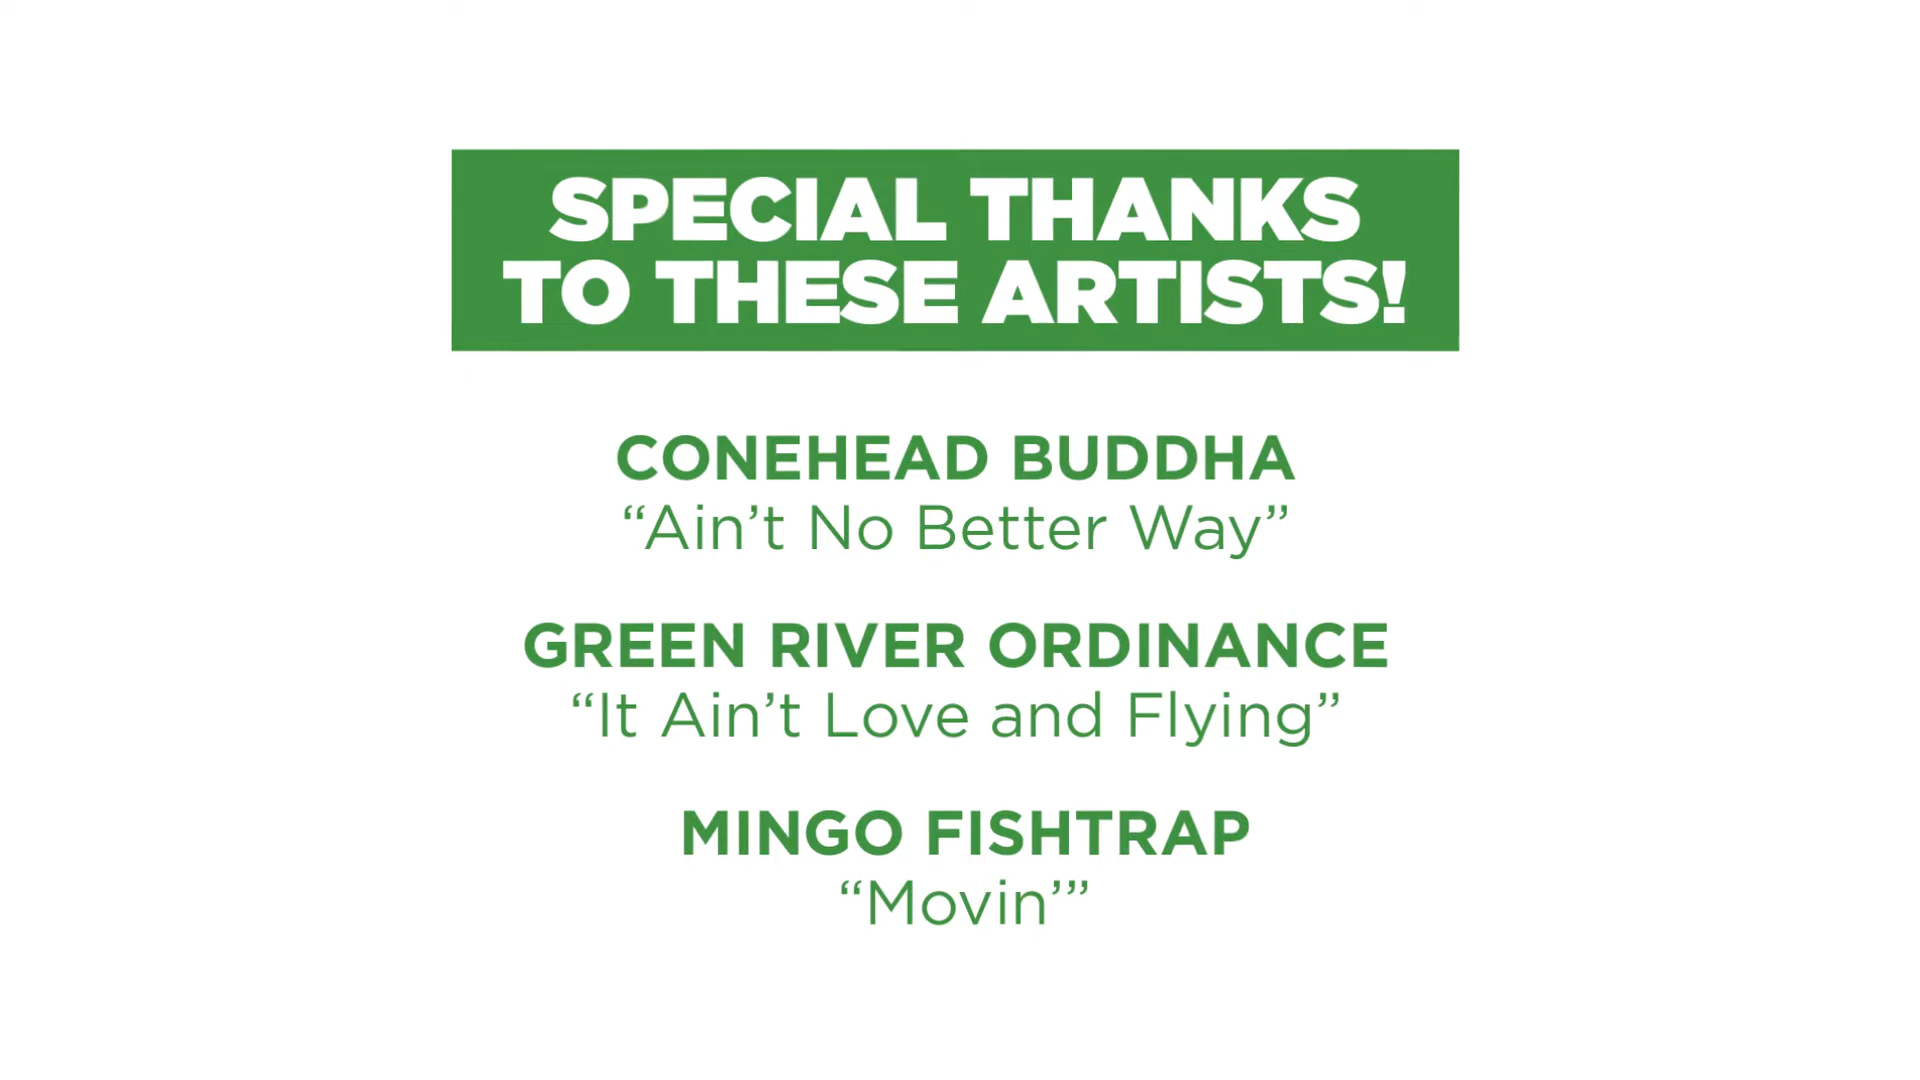 SPECIAL THANKS
TO THESE ARTISTS!
CONEHEAD BUDDHA
“Ain’t No Better Way”
GREEN RIVER ORDINANCE
“It Ain’t Love and Flying”
MINGO FISHTRAP
“Movin’”